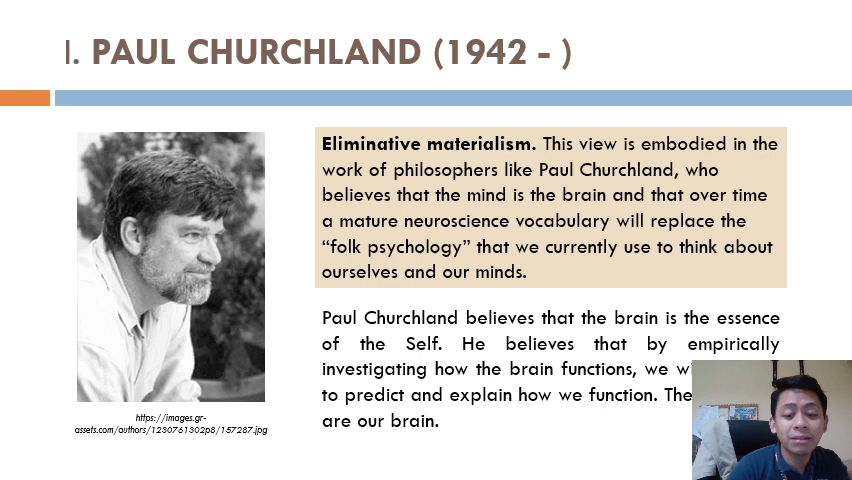 I. PAUL CHURCHLAND (1942 - )
Eliminative materialism. This view is embodied in the
work of philosophers like Paul Churchland, who
believes that the mind is the brain and that over time
a mature neuroscience vocabulary will replace the
“folk psychology” that we currently use to think about
ourselves and our minds.
Paul Churchland believes that the brain is the essence
of the Self. He believes that by empirically
investigating how the brain functions, we
to predict and explain how we function.
are our brain.
https://images.gr-
assets.com/authors/1230761302p8/157287.jpg